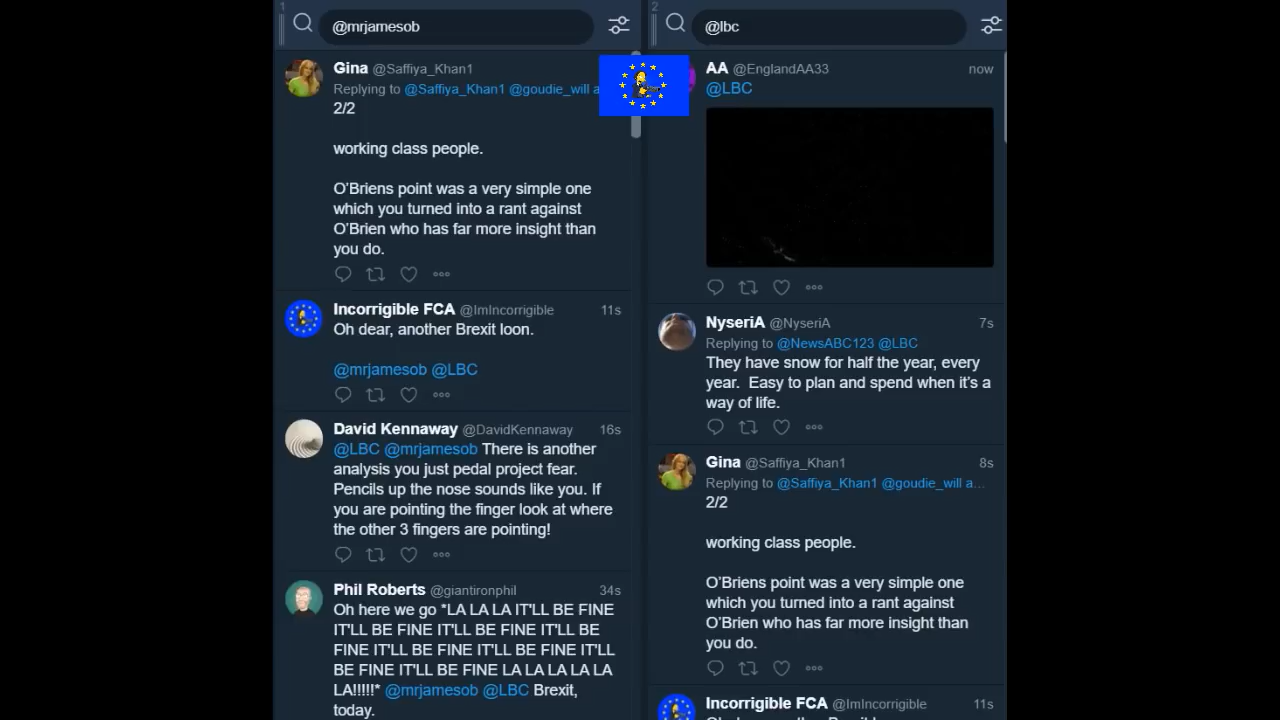 1
@mrjamesob
Gina @Saffiya_Khan1
Replying to @Saffiya_Khan1 @goudie_will a
2/2
working class people.
O'Briens point was a very simple one
which you turned into a rant against
O'Brien who has far more insight than
you do.
Incorrigible FCA @ImIncorrigible 11s
Oh dear, another Brexit loon.
@mrjamesob @LBC
David Kennaway @DavidKennaway 16s
@LBC @mrjamesob There is another
analysis you just pedal project fear.
Pencils up the nose sounds like you. If
you are pointing the finger look at where
the other 3 fingers are pointing!
Phil Roberts @giantironphil 34s
Oh here we go *LA LA LA IT'LL BE FINE
IT'LL BE FINE IT'LL BE FINE IT'LL BE
FINE IT'LL BE FINE IT'LL BE FINE IT'LL
BE FINE IT'LL BE FINE LA LA LA LA LA
LA!!!!!* @mrjamesob @LBC Brexit,
today.
2
@lbc
AA @EnglandAA33 now
@LBC
NyseriA @NyseriA 7s
Replying to @NewsABC123 @LBC
They have snow for half the year, every
year. Easy to plan and spend when it's a
way of life.
Gina @Saffiya_Khan1 8s
Replying to @Saffiya_Khan1 @goudie_will a…
2/2
working class people.
O'Briens point was a very simple one
which you turned into a rant against
O'Brien who has far more insight than
you do.
Incorrigible FCA @ImIncorrigible 11s